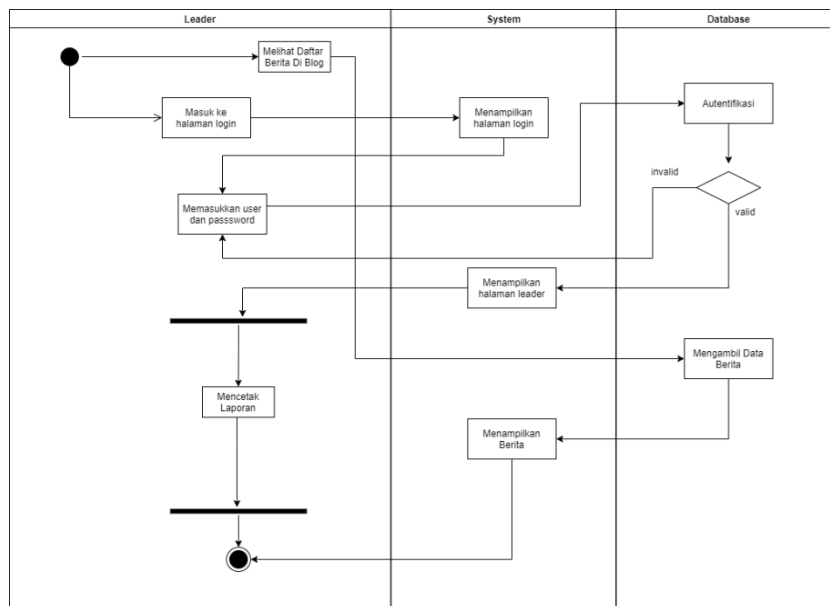 Leader
System
Database
Melihat Daftar
Berita Di Blog
Masuk ke
halaman login
Menampilkan
halaman login
Autentifikasi
invalid
valid
Memasukkan user
dan passsword
Menampilkan
halaman leader
Mengambil Data
Berita
Mencetak
Laporan
Menampilkan
Berita